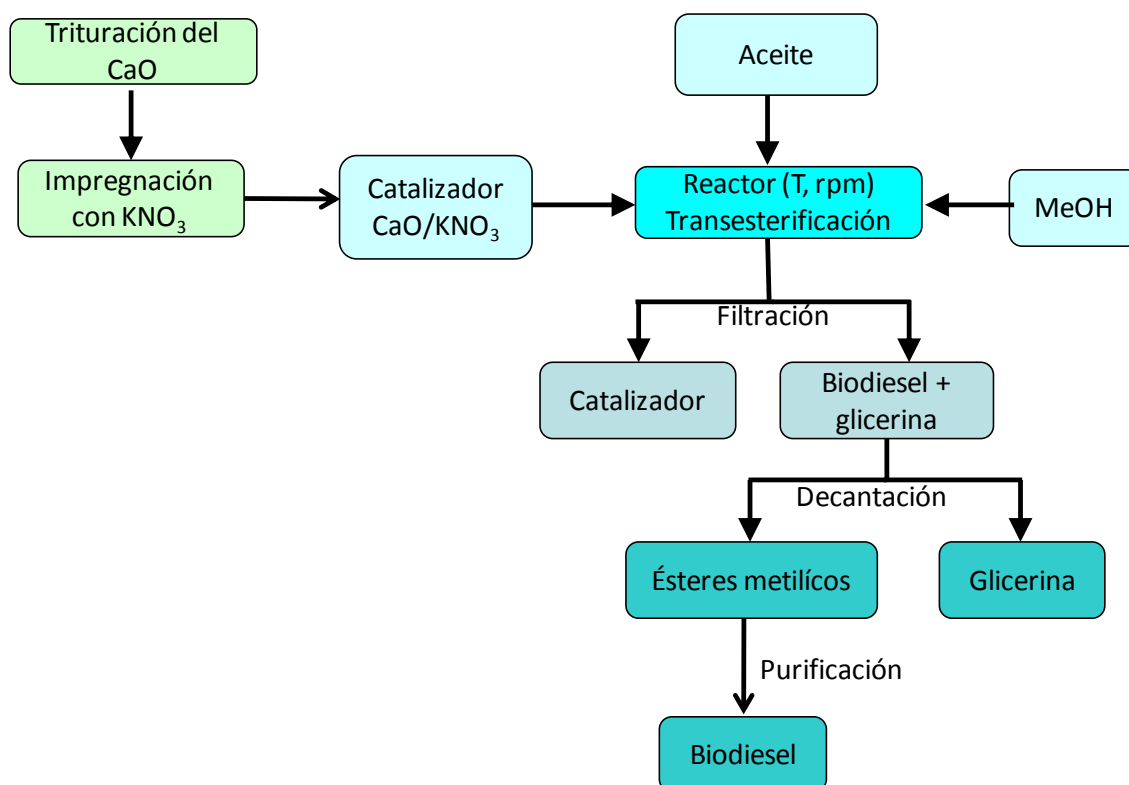 Trituración del
CaO
Aceite
Impregnación
con KNO₃
Catalizador
CaO/KNO₃
Reactor (T, rpm)
Transesterificación
MeOH
Filtración
Catalizador
Biodiesel +
glicerina
Decantación
Ésteres metilícos
Glicerina
Purificación
Biodiesel